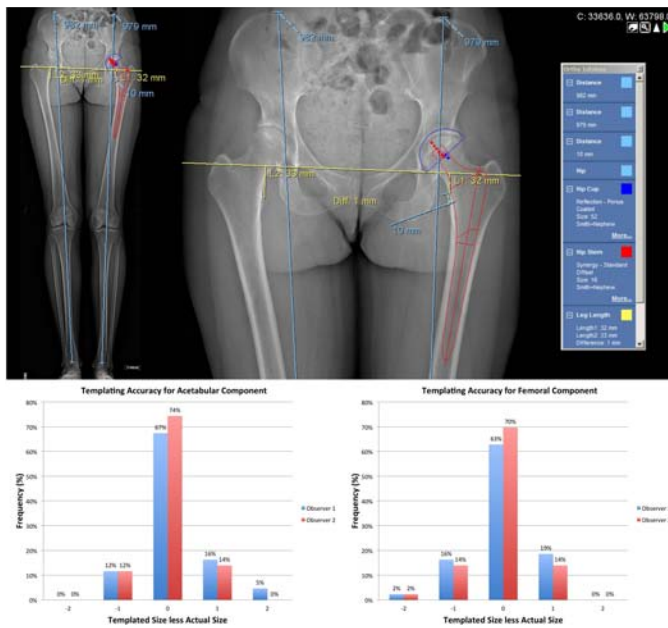 C: 33636.0, W: 63798.0
982 mm
979 mm
Diff: 1 mm
L1: 32 mm
10 mm
982 mm
979 mm
L2: 33 mm
L1: 32 mm
Diff: 1 mm
10 mm
Distance
982 mm
Distance
979 mm
Distance
10 mm
Hip
Hip Cup
Reflection - Porous
Coated
Size: 52
Smith+Nephew
More...
Hip Stem
Synergy - Standard
Offset
Size: 16
Smith+Nephew
More...
Leg Length
Length1: 32 mm
Length2: 33 mm
Difference: 1 mm
Templating Accuracy for Acetabular Component
Frequency (%)
80%
70%
60%
50%
40%
30%
20%
10%
0%
0% 0%
12% 12%
67% 74%
16% 14%
5% 0%
-2 -1 0 1 2
Templated Size less Actual Size
Observer 1
Observer 2
Templating Accuracy for Femoral Component
Frequency (%)
80%
70%
60%
50%
40%
30%
20%
10%
0%
2% 2%
16% 14%
63% 70%
19% 14%
0% 0%
-2 -1 0 1 2
Templated Size less Actual Size
Observer
Observer